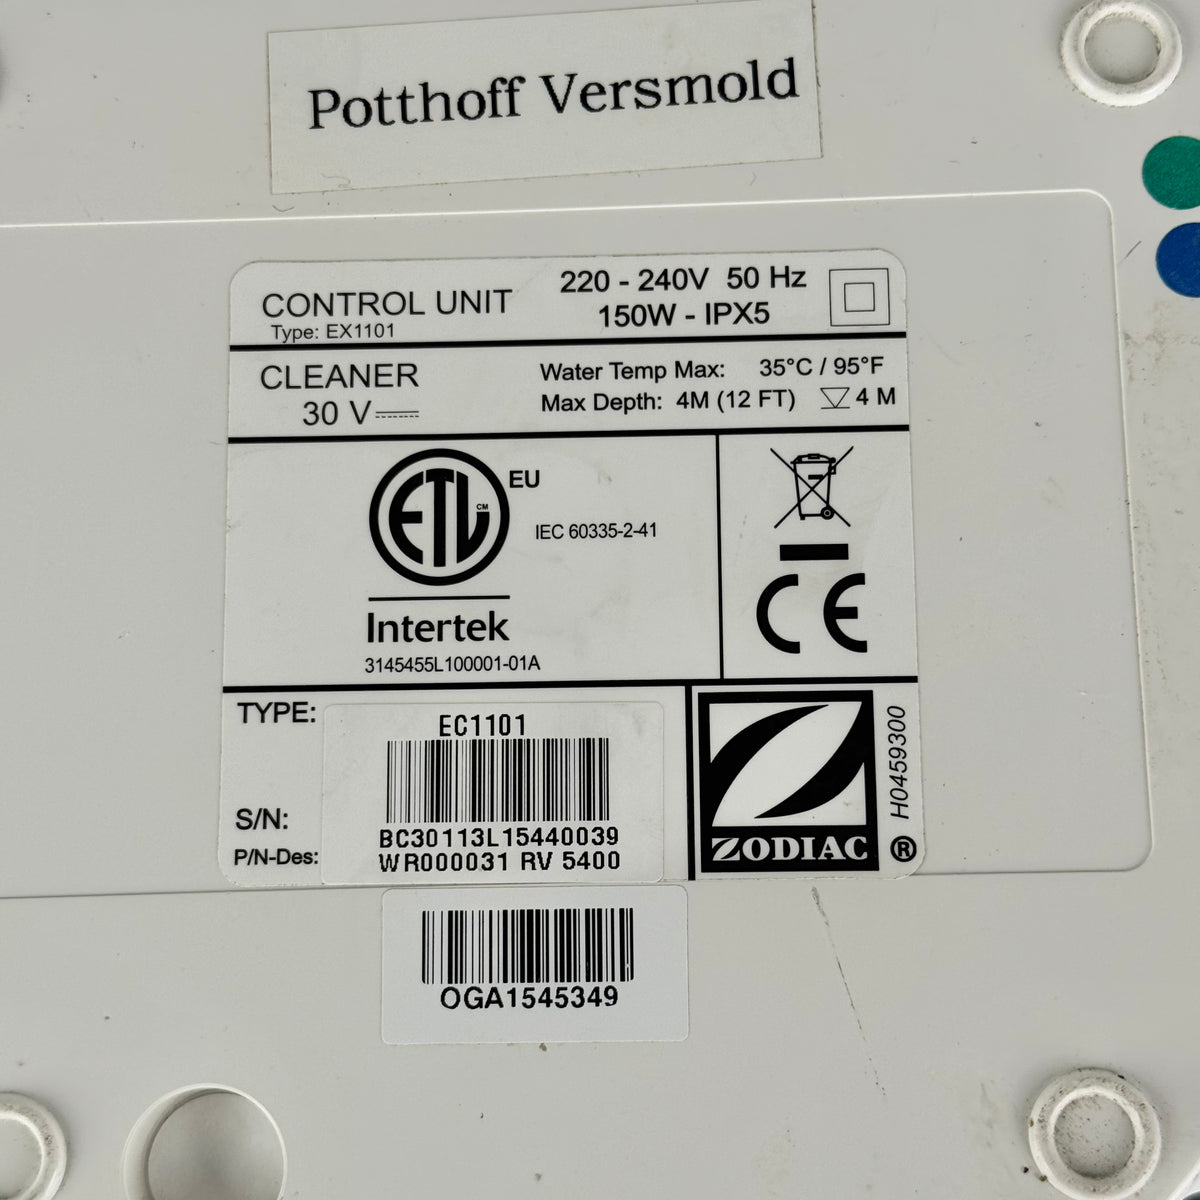 Potthoff Versmold
CONTROL UNIT
Type: EX1101
220 - 240V 50 Hz
150W - IPX5
CLEANER
30 V
Water Temp Max: 35°C / 95°F
Max Depth: 4M (12 FT) 4 M
ETL CM
EU
IEC 60335-2-41
Intertek
3145455L100001-01A
CE
TYPE: EC1101
S/N: BC30113L15440039
P/N-Des: WR000031 RV 5400
ZODIAC ®
H0459300
OGA1545349